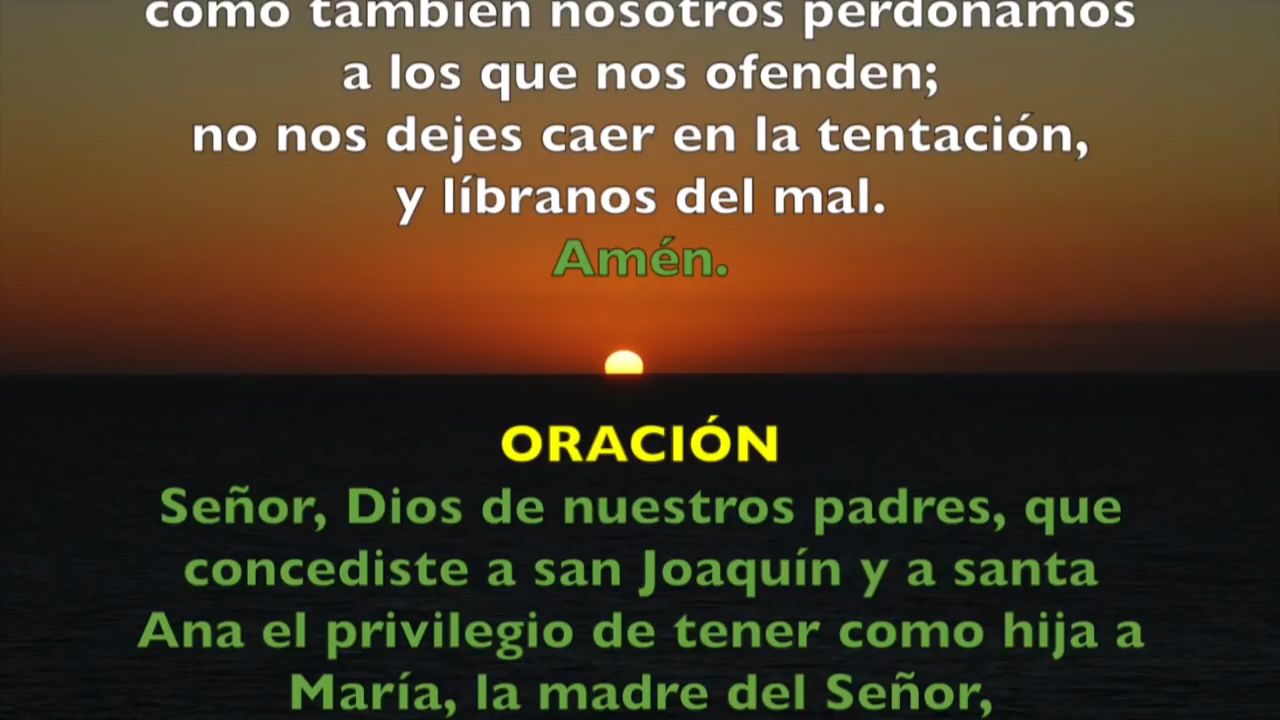 como también nosotros perdonamos
a los que nos ofenden;
no nos dejes caer en la tentación,
y líbranos del mal.
Amén.
ORACIÓN
Señor, Dios de nuestros padres, que
concediste a san Joaquín y a santa
Ana el privilegio de tener como hija a
María, la madre del Señor,